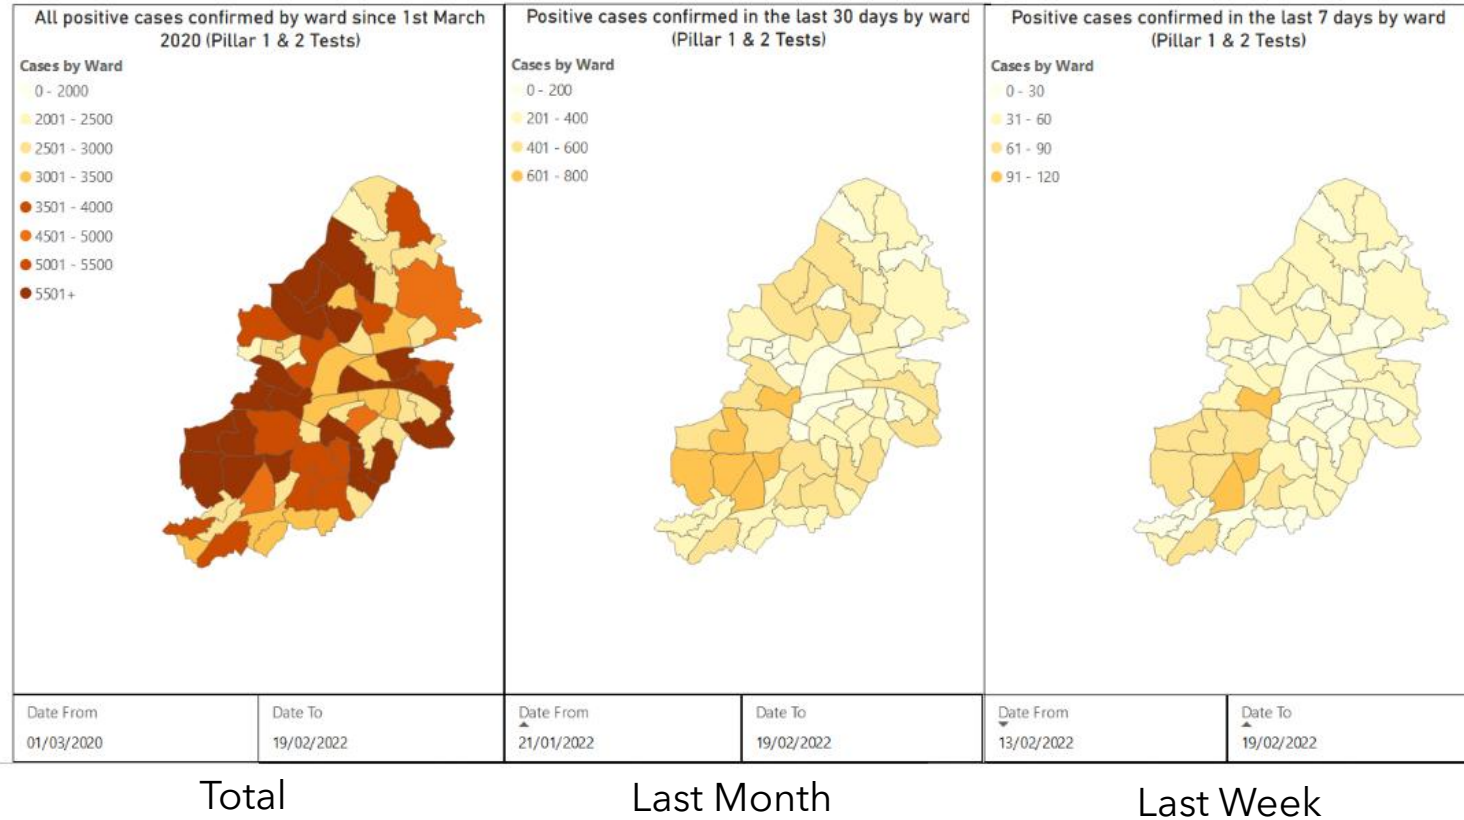 All positive cases confirmed by ward since 1st March
2020 (Pillar 1 & 2 Tests)
Cases by Ward
0 - 2000
2001 - 2500
2501 - 3000
3001 - 3500
3501 - 4000
4501 - 5000
5001 - 5500
5501+
Date From
01/03/2020
Date To
19/02/2022
Total
Positive cases confirmed in the last 30 days by ward
(Pillar 1 & 2 Tests)
Cases by Ward
0 - 200
201 - 400
401 - 600
601 - 800
Date From
21/01/2022
Date To
19/02/2022
Last Month
Positive cases confirmed in the last 7 days by ward
(Pillar 1 & 2 Tests)
Cases by Ward
0 - 30
31 - 60
61 - 90
91 - 120
Date From
13/02/2022
Date To
19/02/2022
Last Week